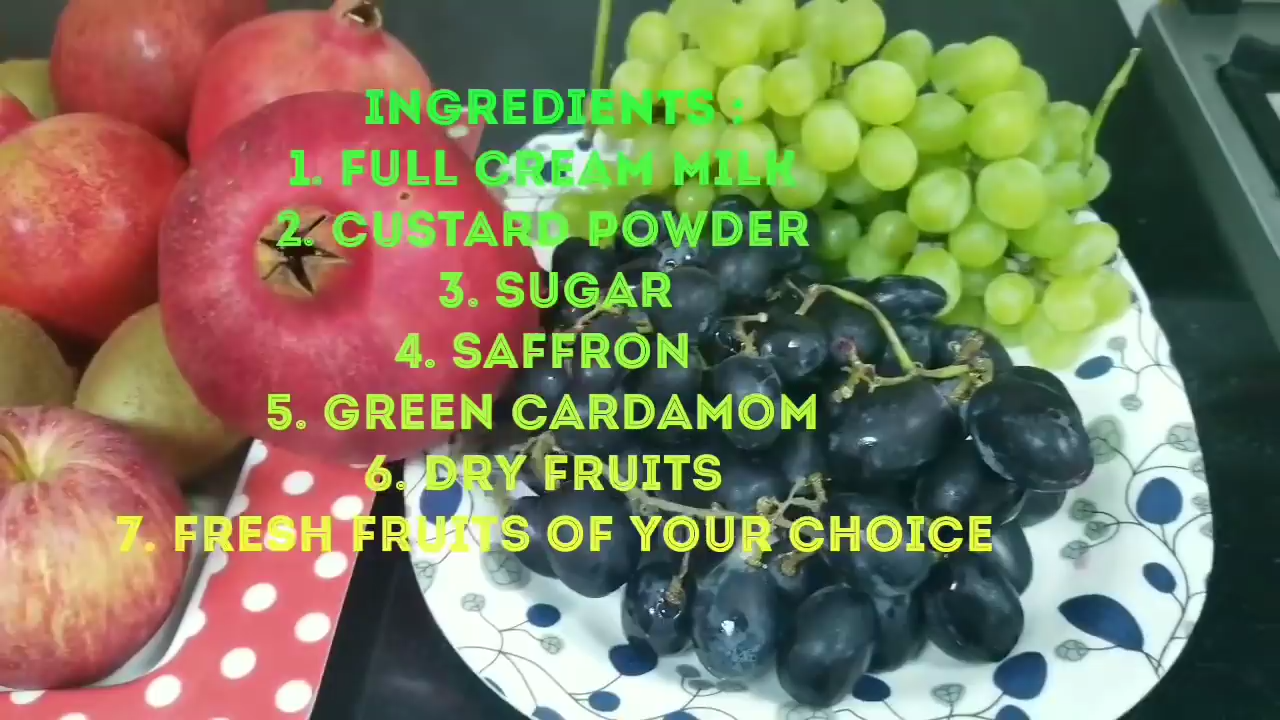 INGREDIENTS :
1. FULL CREAM MILK
2. CUSTARD POWDER
3. SUGAR
4. SAFFRON
5. GREEN CARDAMOM
6. DRY FRUITS
7. FRESH FRUITS OF YOUR CHOICE